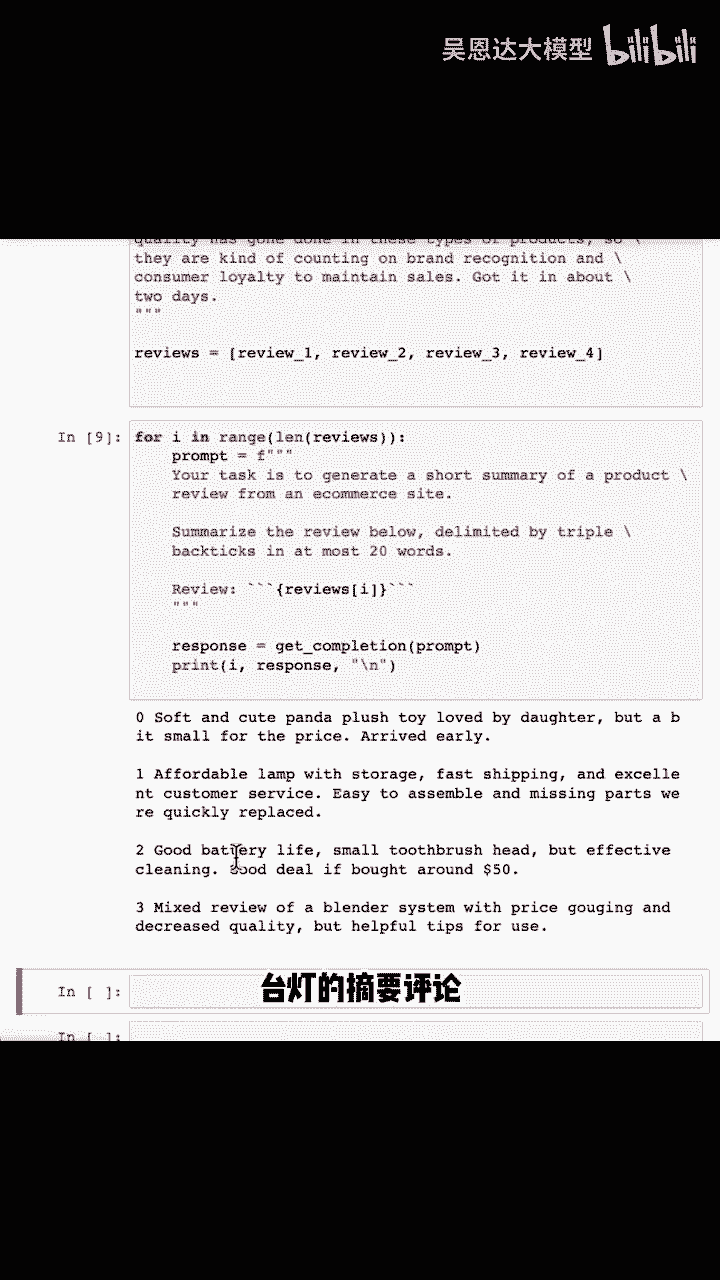 吴恩达大模型 bilibili
quality has gone done in these types of products, so \
they are kind of counting on brand recognition and \
consumer loyalty to maintain sales. Got it in about \
two days.
"""
reviews = [review_1, review_2, review_3, review_4]
In [9]: for i in range(len(reviews)):
prompt = f"""
Your task is to generate a short summary of a product \
review from an ecommerce site.
Summarize the review below, delimited by triple \
backticks in at most 20 words.
Review: ```{reviews[i]}```
"""
response = get_completion(prompt)
print(i, response, "\n")
0 Soft and cute panda plush toy loved by daughter, but a b
it small for the price. Arrived early.
1 Affordable lamp with storage, fast shipping, and excelle
nt customer service. Easy to assemble and missing parts we
re quickly replaced.
2 Good battery life, small toothbrush head, but effective
cleaning. Good deal if bought around $50.
3 Mixed review of a blender system with price gouging and
decreased quality, but helpful tips for use.
In [ ]: 台灯的摘要评论
In [ ]: